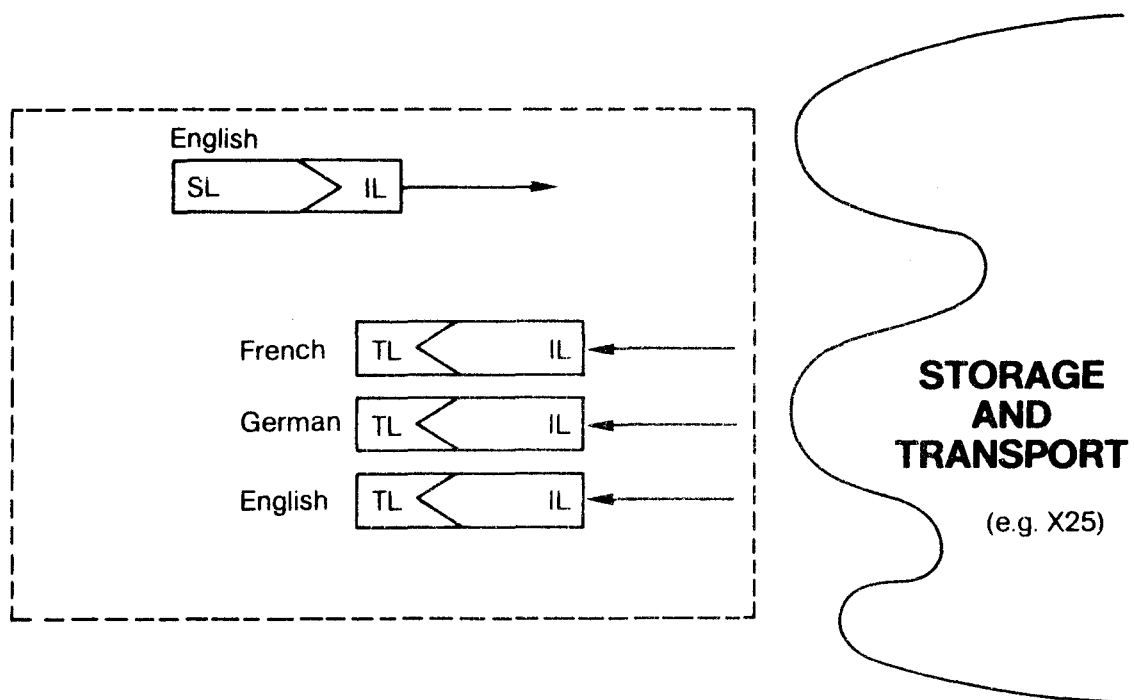 English
SL IL
French TL IL
German TL IL
English TL IL
STORAGE
AND
TRANSPORT
(e.g. X25)